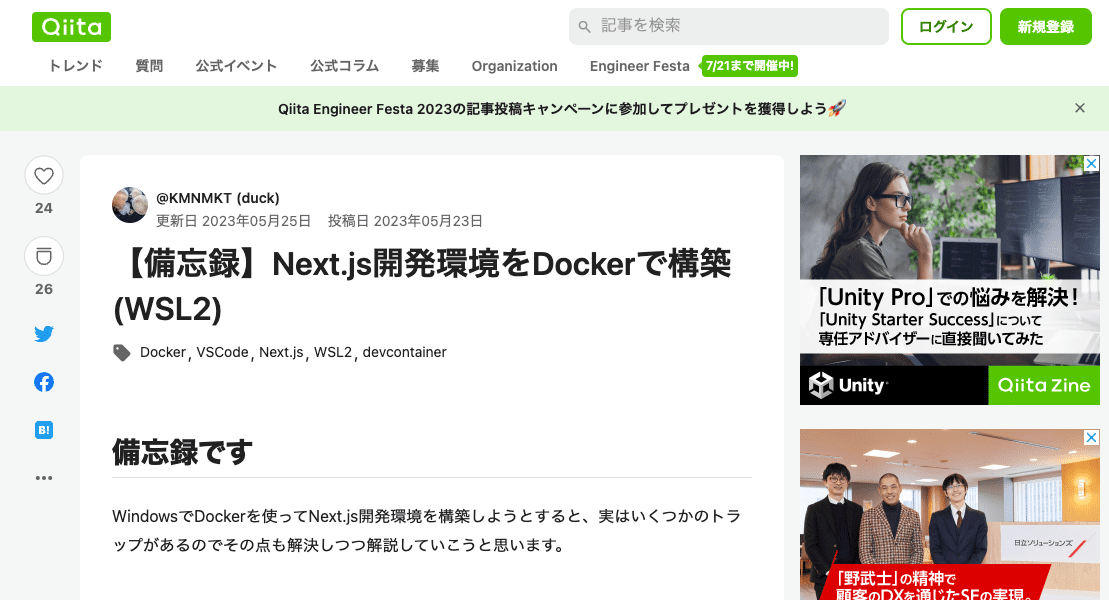 Qiita
記事を検索
ログイン
新規登録
トレンド
質問
公式イベント
公式コラム
募集
Organization
Engineer Festa
7/21まで開催中!
Qiita Engineer Festa 2023の記事投稿キャンペーンに参加してプレゼントを獲得しよう🚀
24
26
B!
@KMNMKT (duck)
更新日 2023年05月25日 投稿日 2023年05月23日
【備忘録】Next.js開発環境をDockerで構築
(WSL2)
Docker, VSCode, Next.js, WSL2, devcontainer
備忘録です
WindowsでDockerを使ってNext.js開発環境を構築しようとすると、実はいくつかのトラ
ップがあるのでその点も解決しつつ解説していこうと思います。
「Unity Pro」での悩みを解決！
「Unity Starter Success」について
専任アドバイザーに直接聞いてみた
Unity
Qiita Zine
日立ソリューションズ
「野武士」の精神で
顧客のDXを通じたSEの実現。